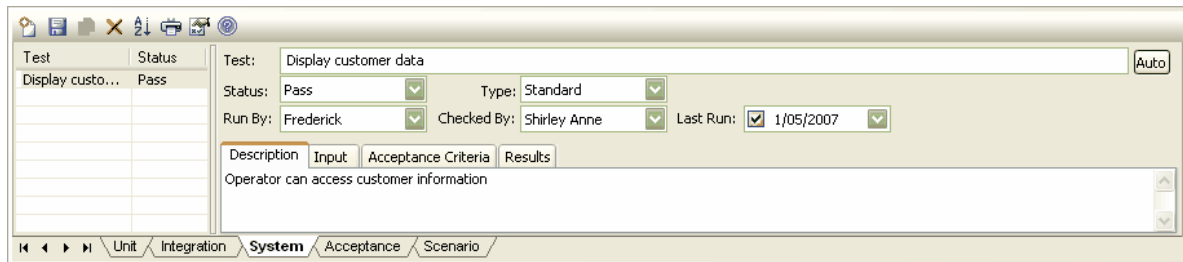 Test Status
Display custo... Pass
Test: Display customer data Auto
Status: Pass Type: Standard
Run By: Frederick Checked By: Shirley Anne Last Run: 1/05/2007
Description Input Acceptance Criteria Results
Operator can access customer information
Unit Integration System Acceptance Scenario